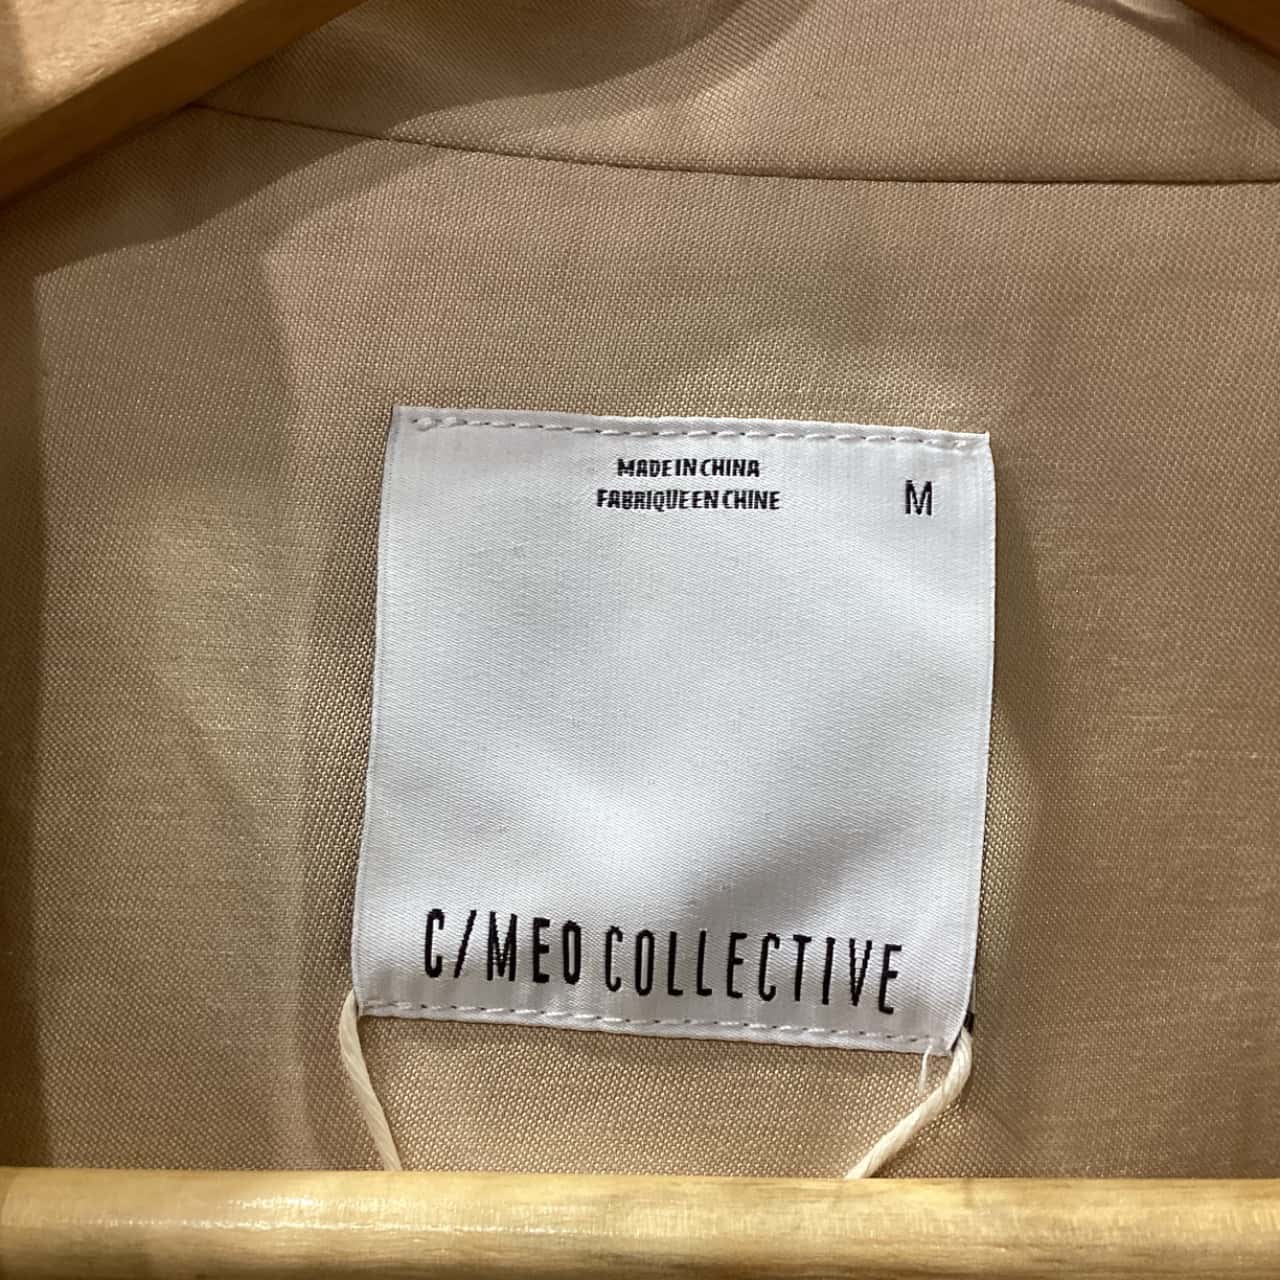 MADE IN CHINA
FABRIQUE EN CHINE
M
C/MEO COLLECTIVE